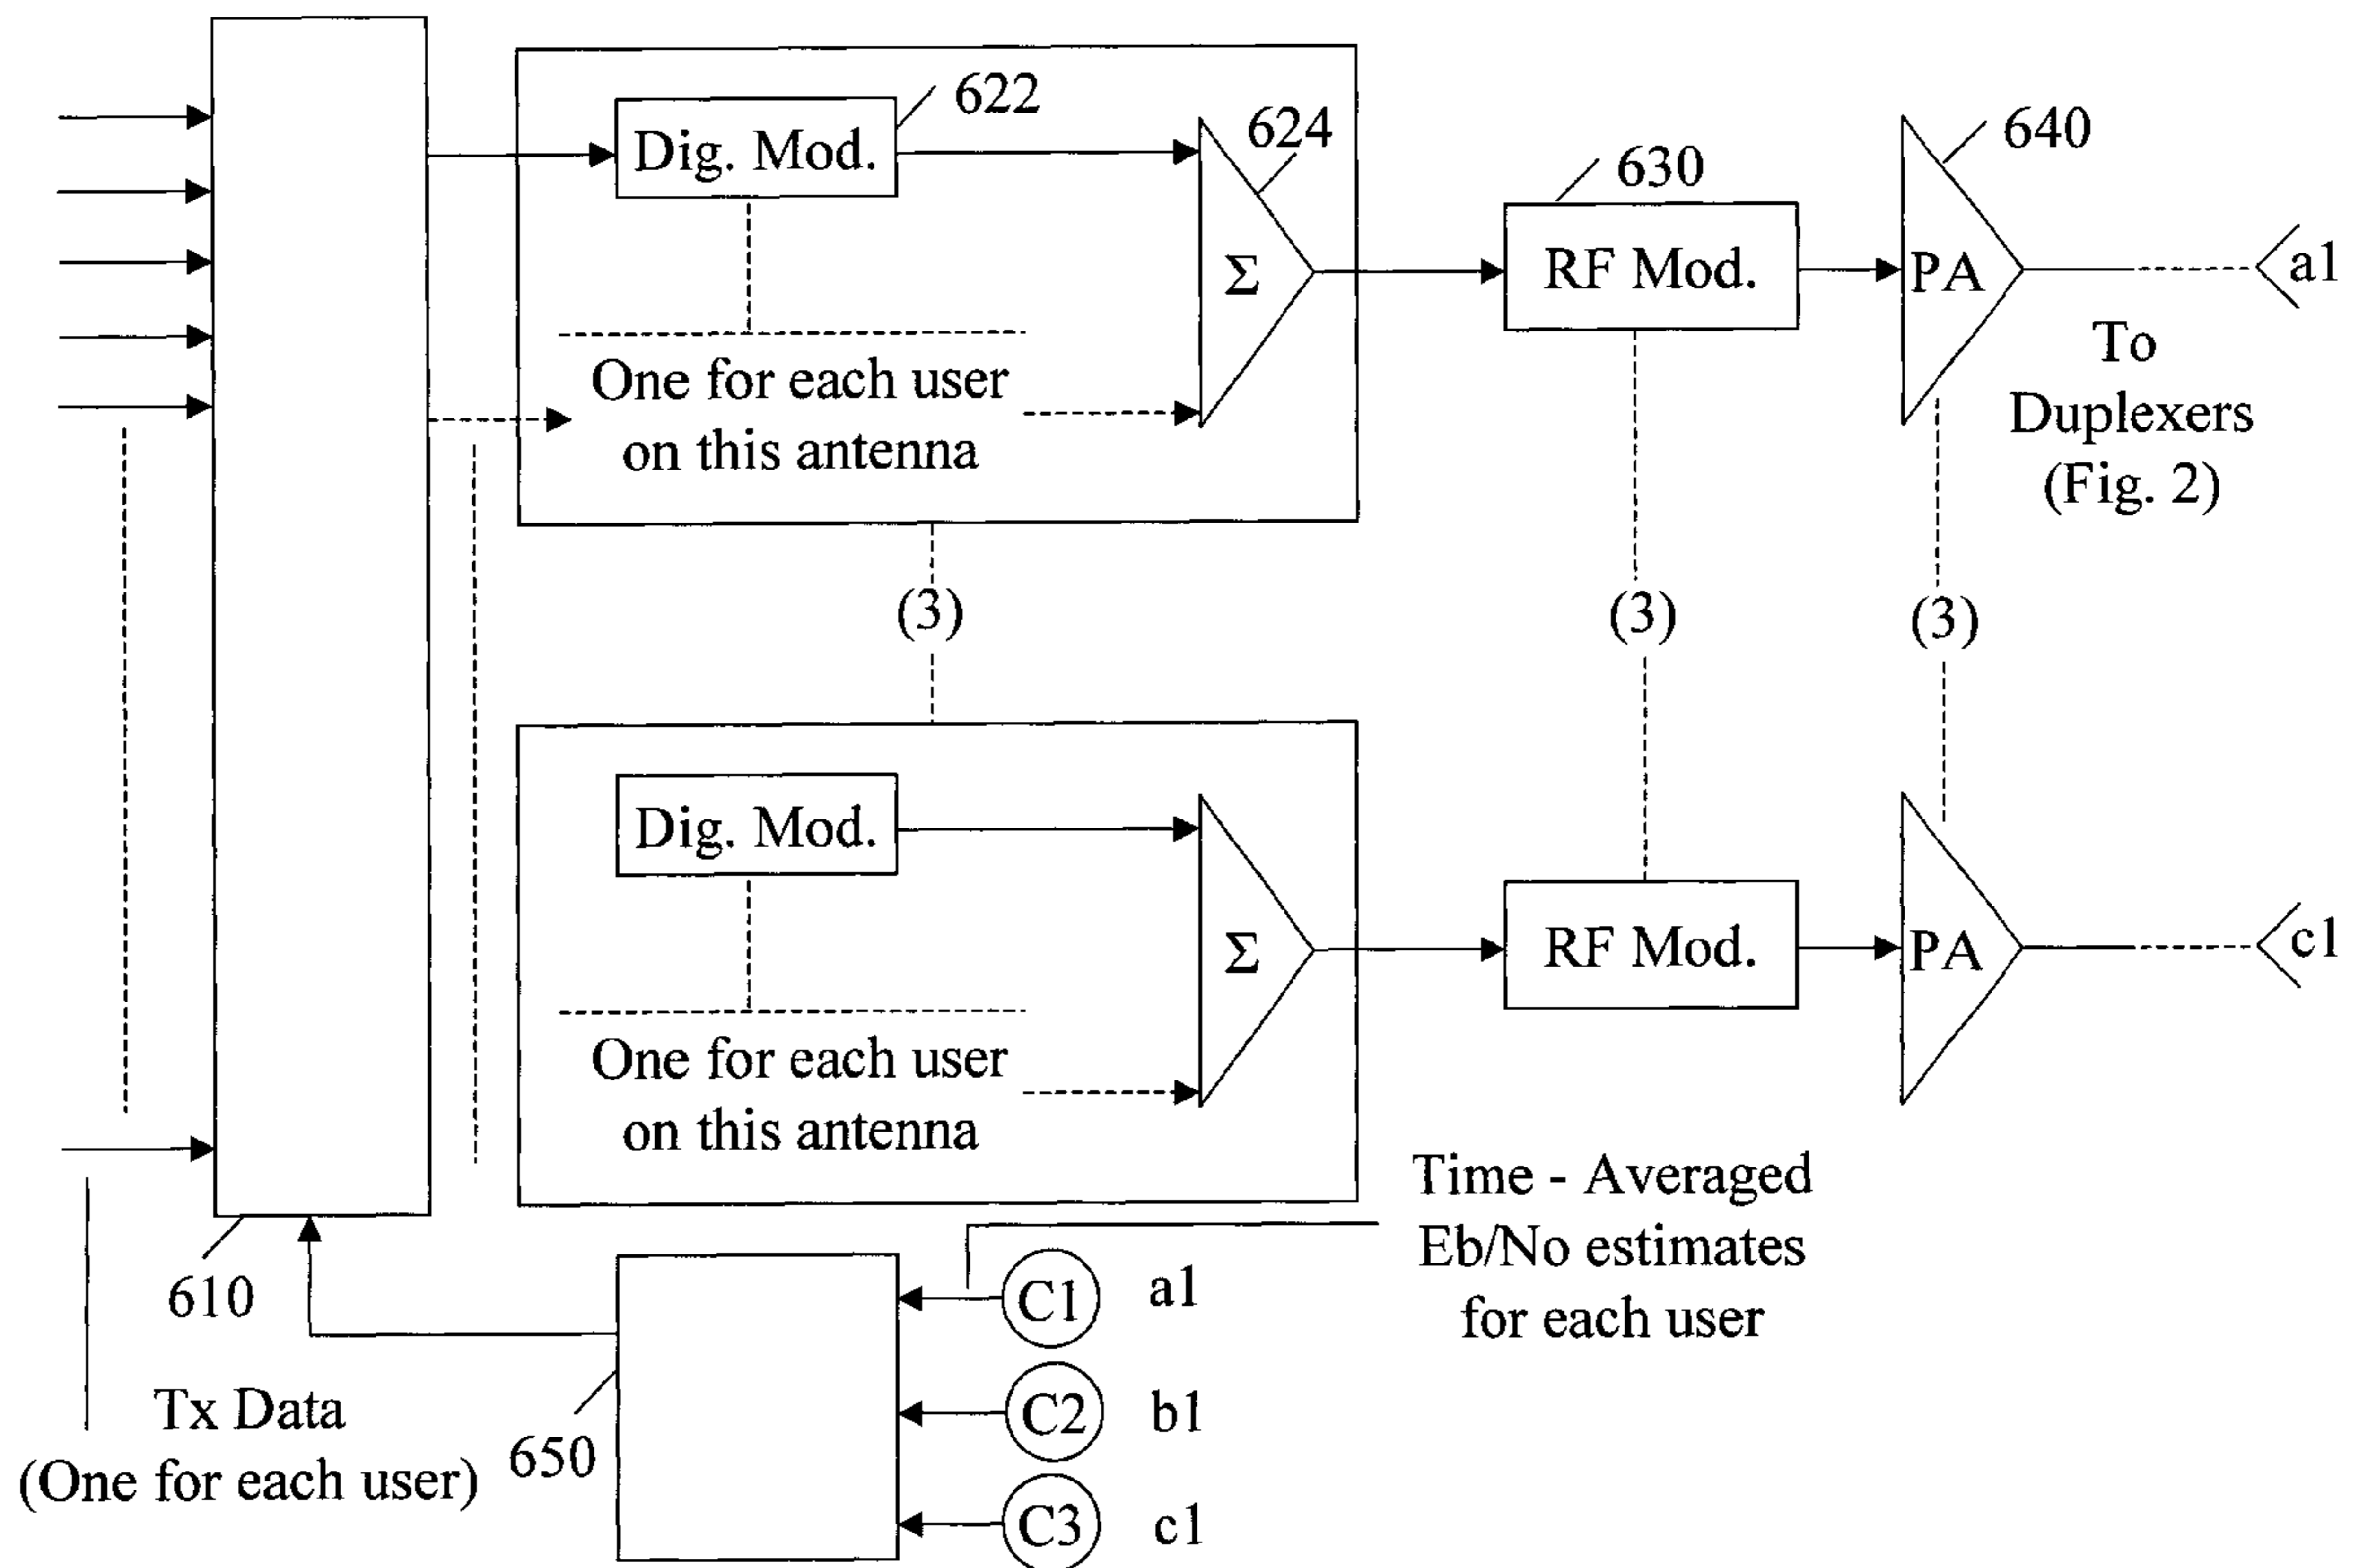 622
Dig. Mod.
624
Σ
One for each user
on this antenna
630
RF Mod.
640
PA
a1
To
Duplexers
(Fig. 2)
(3)
(3)
(3)
Dig. Mod.
Σ
One for each user
on this antenna
RF Mod.
PA
c1
Time - Averaged
Eb/No estimates
for each user
610
650
C1
a1
C2
b1
C3
c1
Tx Data
(One for each user)